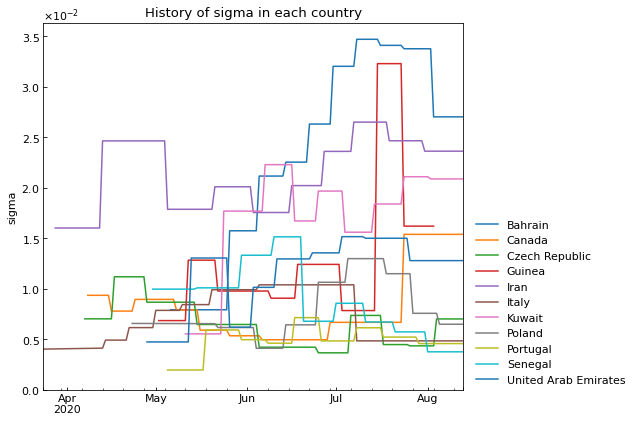 History of sigma in each country
×10⁻²
3.5
3.0
2.5
2.0
1.5
1.0
0.5
0.0
sigma
Apr
2020
May
Jun
Jul
Aug
Bahrain
Canada
Czech Republic
Guinea
Iran
Italy
Kuwait
Poland
Portugal
Senegal
United Arab Emirates